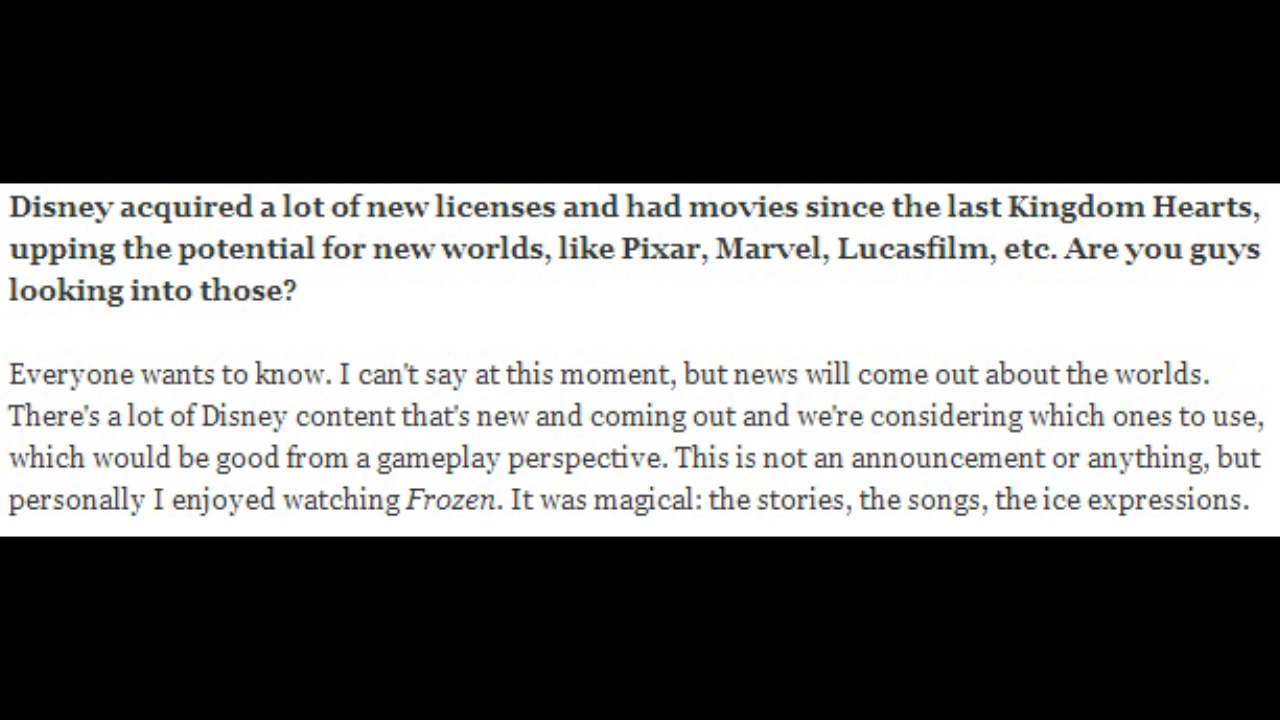 Disney acquired a lot of new licenses and had movies since the last Kingdom Hearts,
upping the potential for new worlds, like Pixar, Marvel, Lucasfilm, etc. Are you guys
looking into those?
Everyone wants to know. I can't say at this moment, but news will come out about the worlds.
There's a lot of Disney content that's new and coming out and we're considering which ones to use,
which would be good from a gameplay perspective. This is not an announcement or anything, but
personally I enjoyed watching Frozen. It was magical: the stories, the songs, the ice expressions.